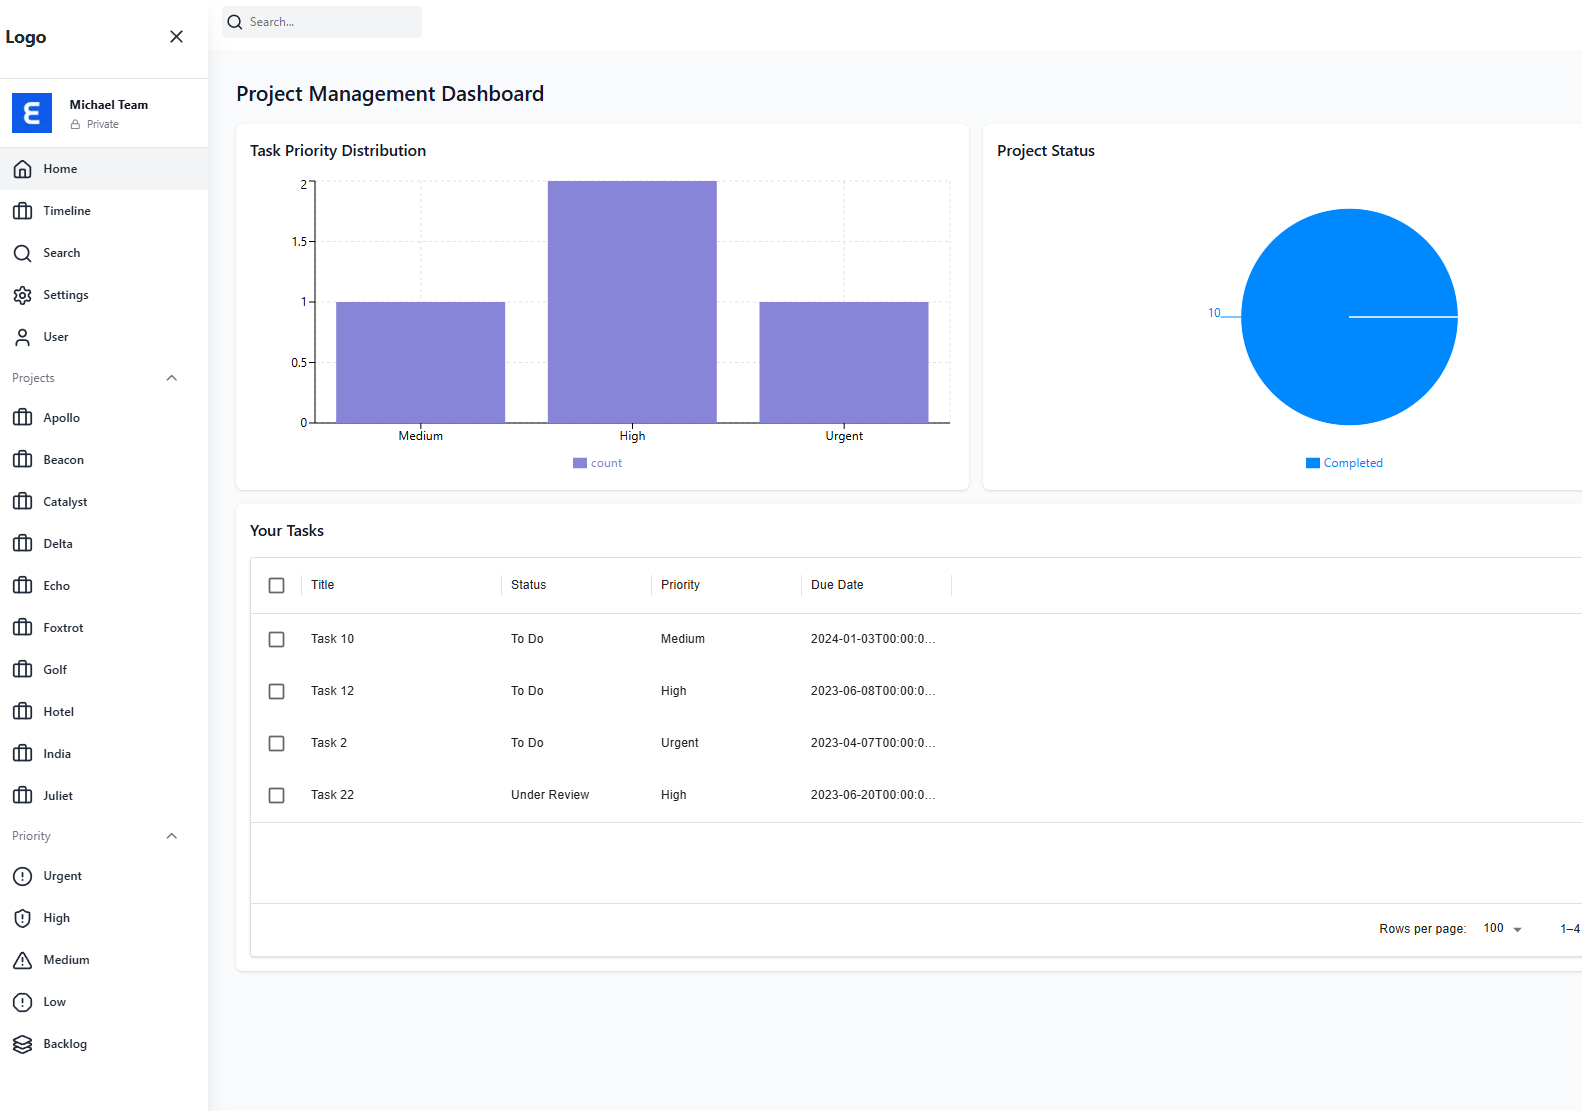 Logo
Search...
Michael Team
Private
Home
Timeline
Search
Settings
User
Projects
Apollo
Beacon
Catalyst
Delta
Echo
Foxtrot
Golf
Hotel
India
Juliet
Priority
Urgent
High
Medium
Low
Backlog
Project Management Dashboard
Task Priority Distribution
2
1.5
1
0.5
0
Medium High Urgent
count
Project Status
10
Completed
Your Tasks
Title Status Priority Due Date
Task 10 To Do Medium 2024-01-03T00:00:0...
Task 12 To Do High 2023-06-08T00:00:0...
Task 2 To Do Urgent 2023-04-07T00:00:0...
Task 22 Under Review High 2023-06-20T00:00:0...
Rows per page: 100 1–4